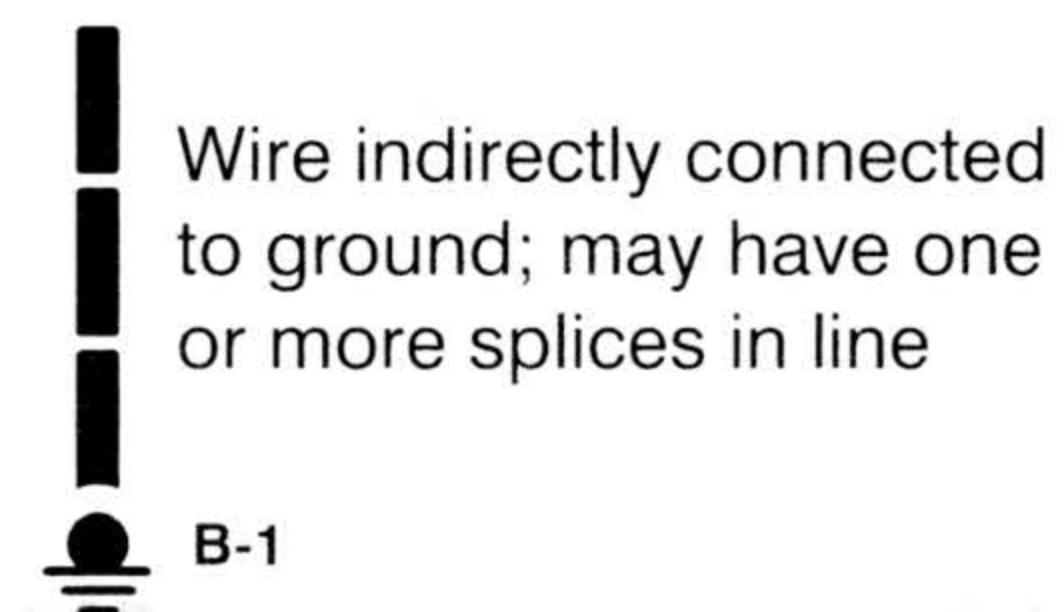 Wire indirectly connected
to ground; may have one
or more splices in line
B-1